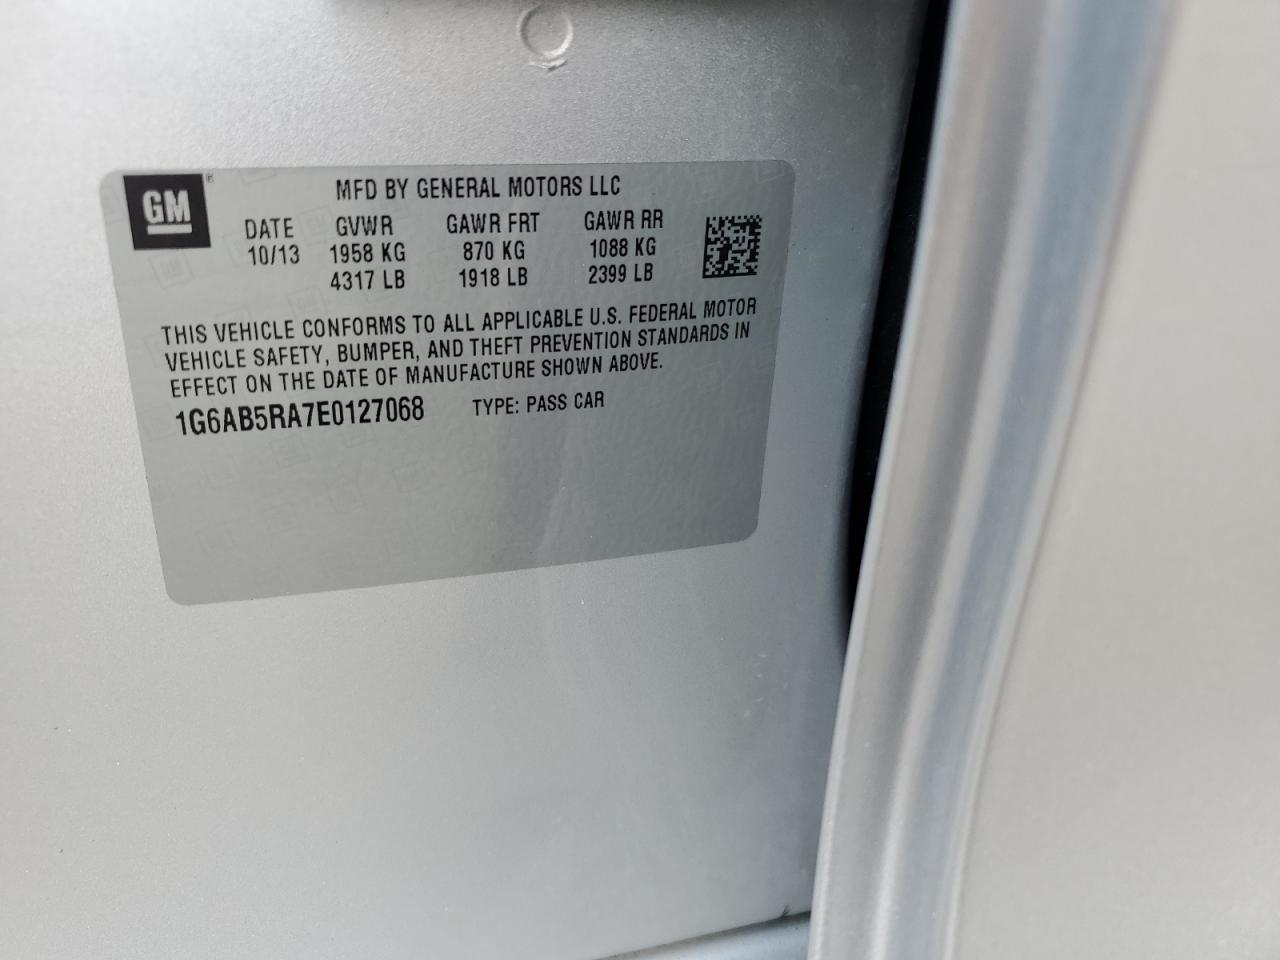 GM®
MFD BY GENERAL MOTORS LLC
DATE GVWR GAWR FRT GAWR RR
10/13 1958 KG 870 KG 1088 KG
4317 LB 1918 LB 2399 LB
THIS VEHICLE CONFORMS TO ALL APPLICABLE U.S. FEDERAL MOTOR
VEHICLE SAFETY, BUMPER, AND THEFT PREVENTION STANDARDS IN
EFFECT ON THE DATE OF MANUFACTURE SHOWN ABOVE.
1G6AB5RA7E0127068 TYPE: PASS CAR